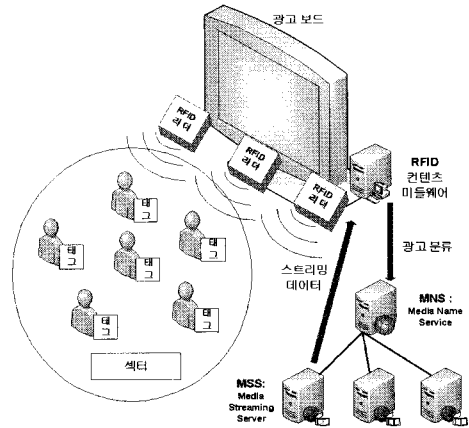 광고 보드
RFID
리더
RFID
리더
RFID
리더
RFID
컨텐츠
미들웨어
태
그
태
그
태
그
태
그
태
그
태
그
스트리밍
데이터
광고 분류
MNS :
Media Name
Service
섹터
MSS:
Media
Streaming
Server